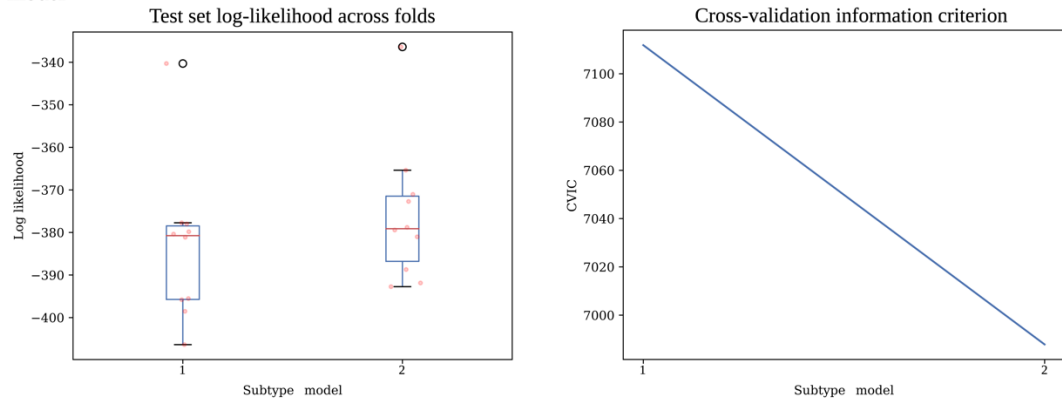 Test set log-likelihood across folds
−340
−350
−360
−370
−380
−390
−400
Log likelihood
1
2
Subtype model
Cross-validation information criterion
7100
7080
7060
7040
7020
7000
CVIC
1
2
Subtype model